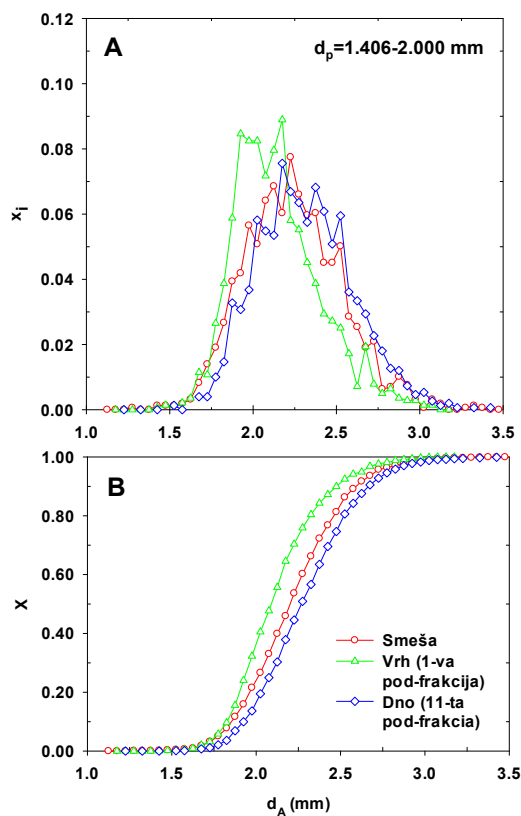 A
d_p=1.406-2.000 mm
x_i
0.12
0.10
0.08
0.06
0.04
0.02
0.00
1.0 1.5 2.0 2.5 3.0 3.5
B
X
1.00
0.80
0.60
0.40
0.20
0.00
Smeša
Vrh (1-va
pod-frakcija)
Dno (11-ta
pod-frakcia)
1.0 1.5 2.0 2.5 3.0 3.5
d_A (mm)